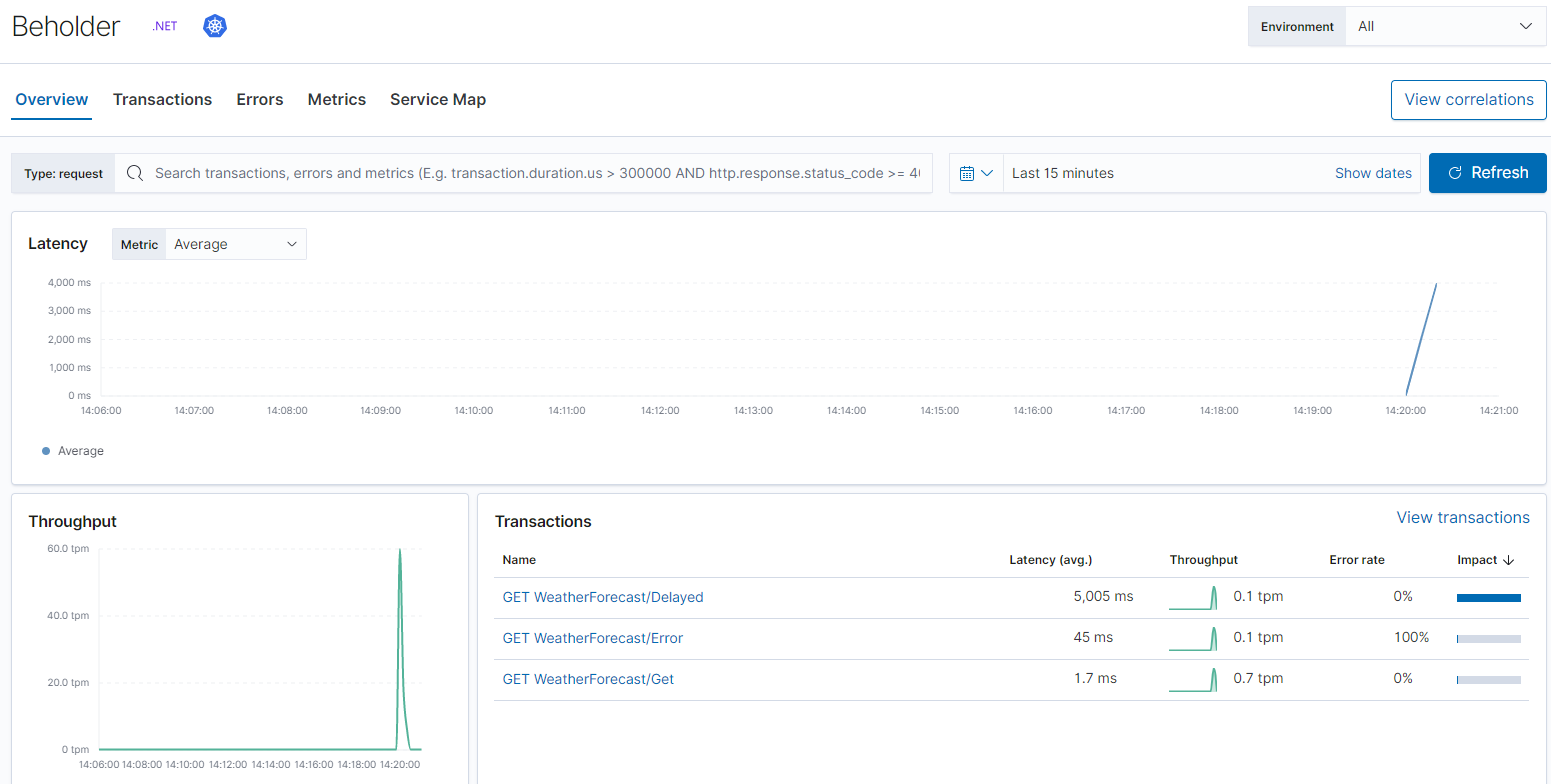 Beholder .NET
Environment All
Overview Transactions Errors Metrics Service Map
View correlations
Type: request Search transactions, errors and metrics (E.g. transaction.duration.us > 300000 AND http.response.status_code >= 4
Last 15 minutes Show dates Refresh
Latency Metric Average
4,000 ms
3,000 ms
2,000 ms
1,000 ms
0 ms
14:06:00 14:07:00 14:08:00 14:09:00 14:10:00 14:11:00 14:12:00 14:13:00 14:14:00 14:15:00 14:16:00 14:17:00 14:18:00 14:19:00 14:20:00 14:21:00
Average
Throughput
60.0 tpm
40.0 tpm
20.0 tpm
0 tpm
14:06:00 14:08:00 14:10:00 14:12:00 14:14:00 14:16:00 14:18:00 14:20:00
Transactions View transactions
Name Latency (avg.) Throughput Error rate Impact
GET WeatherForecast/Delayed 5,005 ms 0.1 tpm 0%
GET WeatherForecast/Error 45 ms 0.1 tpm 100%
GET WeatherForecast/Get 1.7 ms 0.7 tpm 0%